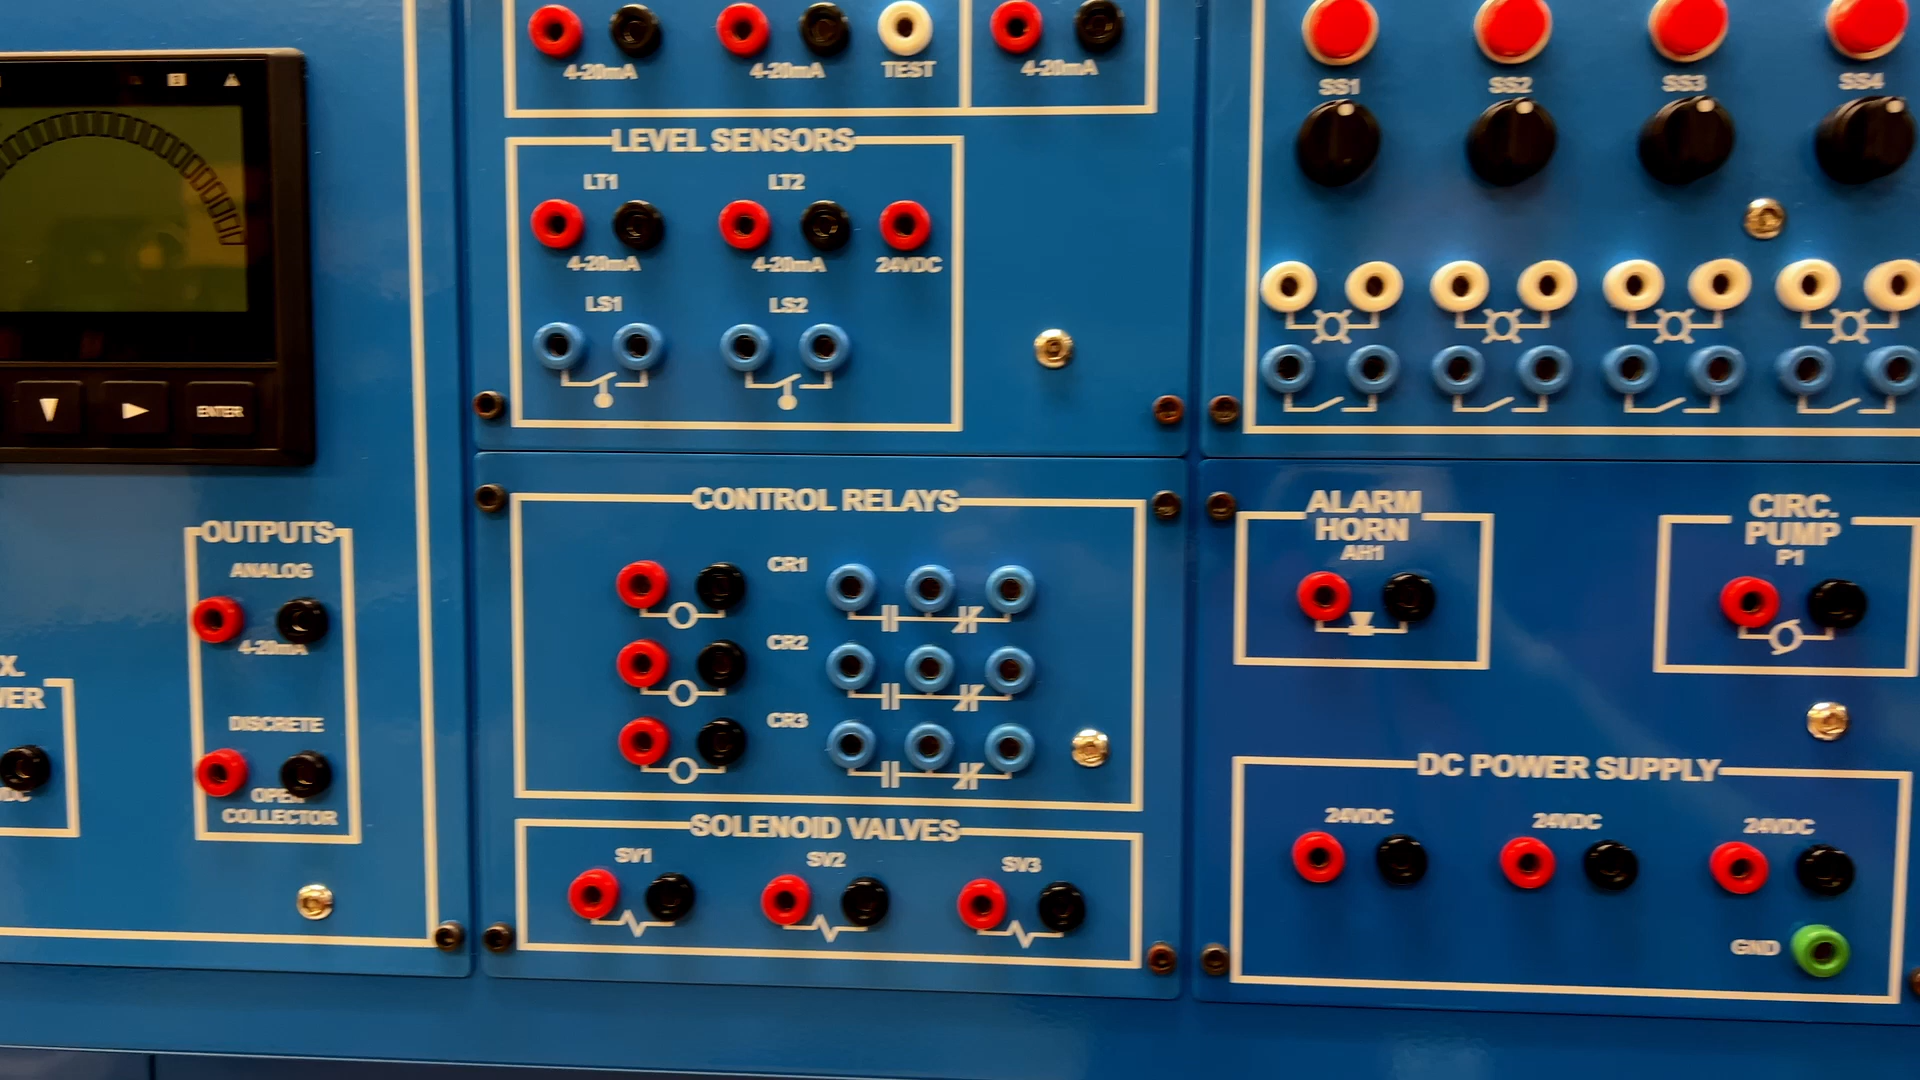 4-20mA
4-20mA
TEST
4-20mA
SS1
SS2
SS3
SS4
LEVEL SENSORS
LT1
LT2
4-20mA
4-20mA
24VDC
LS1
LS2
ENTER
OUTPUTS
ANALOG
4-20mA
DISCRETE
OPEN
COLLECTOR
X.
WER
DC
CONTROL RELAYS
CR1
CR2
CR3
SOLENOID VALVES
SV1
SV2
SV3
ALARM
HORN
AH1
CIRC.
PUMP
P1
DC POWER SUPPLY
24VDC
24VDC
24VDC
GND